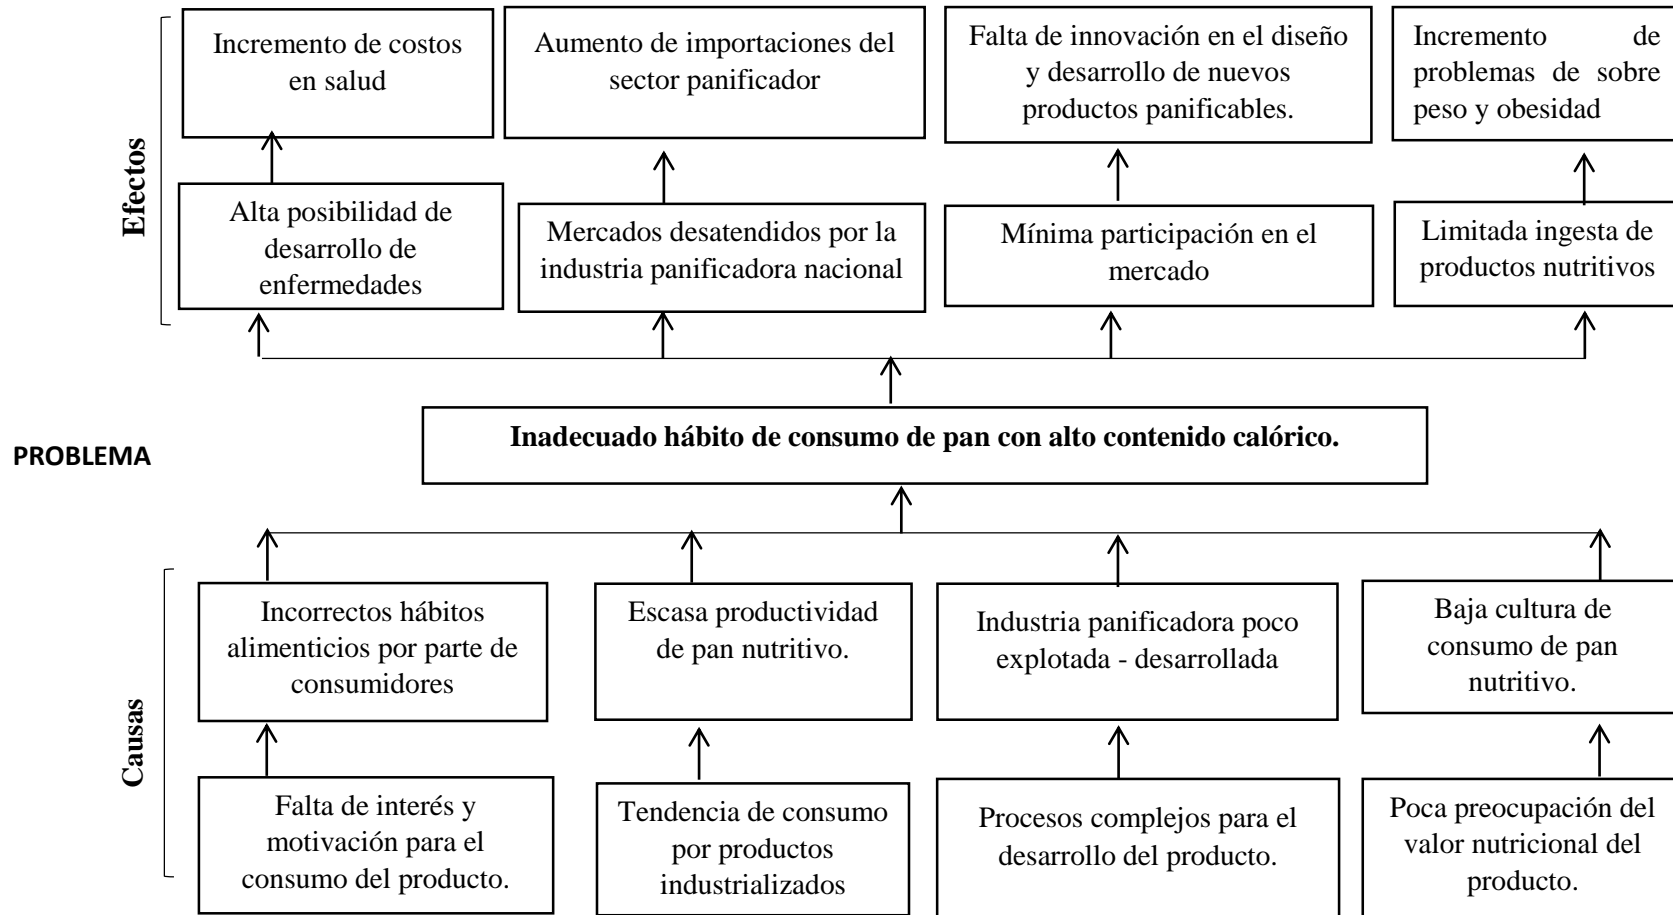 Efectos
Incremento de costos
en salud
Aumento de importaciones del
sector panificador
Falta de innovación en el diseño
y desarrollo de nuevos
productos panificables.
Incremento de
problemas de sobre
peso y obesidad
Alta posibilidad de
desarrollo de
enfermedades
Mercados desatendidos por la
industria panificadora nacional
Mínima participación en el
mercado
Limitada ingesta de
productos nutritivos
PROBLEMA
Inadecuado hábito de consumo de pan con alto contenido calórico.
Causas
Incorrectos hábitos
alimenticios por parte de
consumidores
Escasa productividad
de pan nutritivo.
Industria panificadora poco
explotada - desarrollada
Baja cultura de
consumo de pan
nutritivo.
Falta de interés y
motivación para el
consumo del producto.
Tendencia de consumo
por productos
industrializados
Procesos complejos para el
desarrollo del producto.
Poca preocupación del
valor nutricional del
producto.